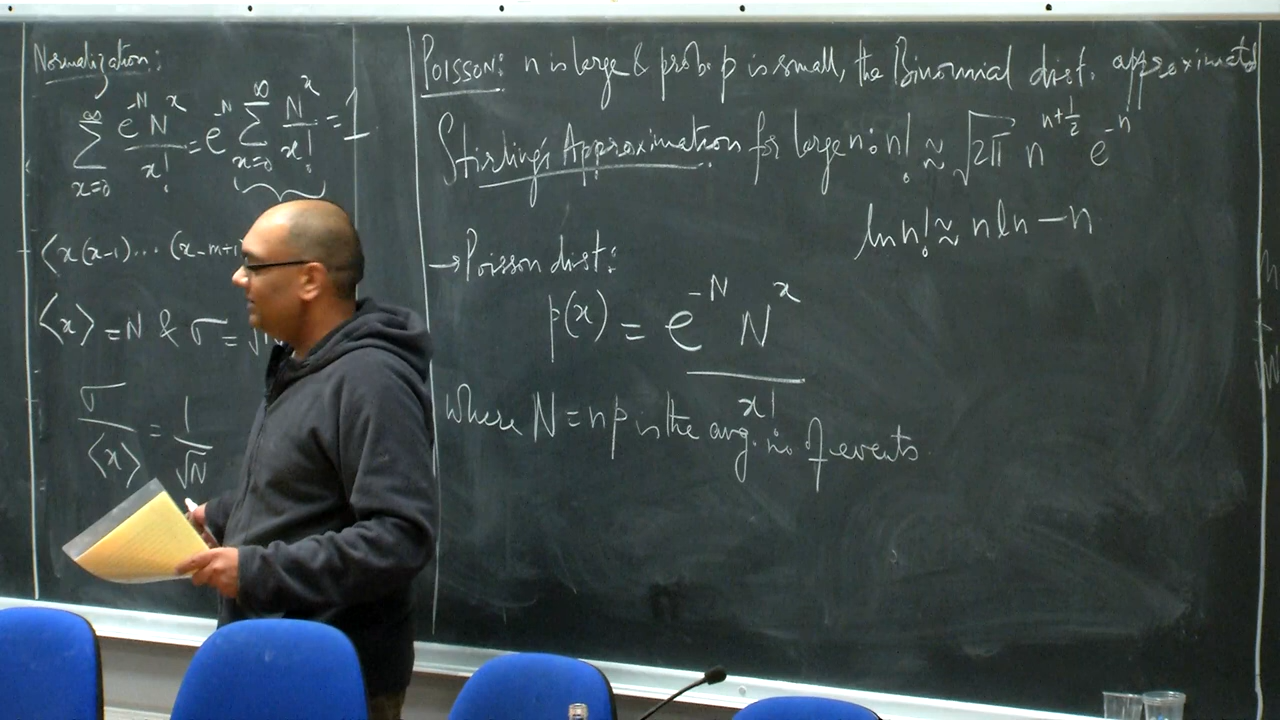 Normalization:
∞ ∑ x=0 e^-N N^x / x! = e^-N ∞ ∑ x=0 N^x / x! = 1
⟨x(x-1)... (x-m+1
⟨x⟩ = N & σ = √
σ / ⟨x⟩ = 1 / √N
POISSON: n is large & prob. p is small, the Binomial dist. approximated
Stirling's Approximation for large n: n! ≈ √2π n^(n+1/2) e^-n
ln n! ≈ n ln - n
→ Poisson dist:
p(x) = e^-N N^x / x!
where N = np is the avg. no. of events